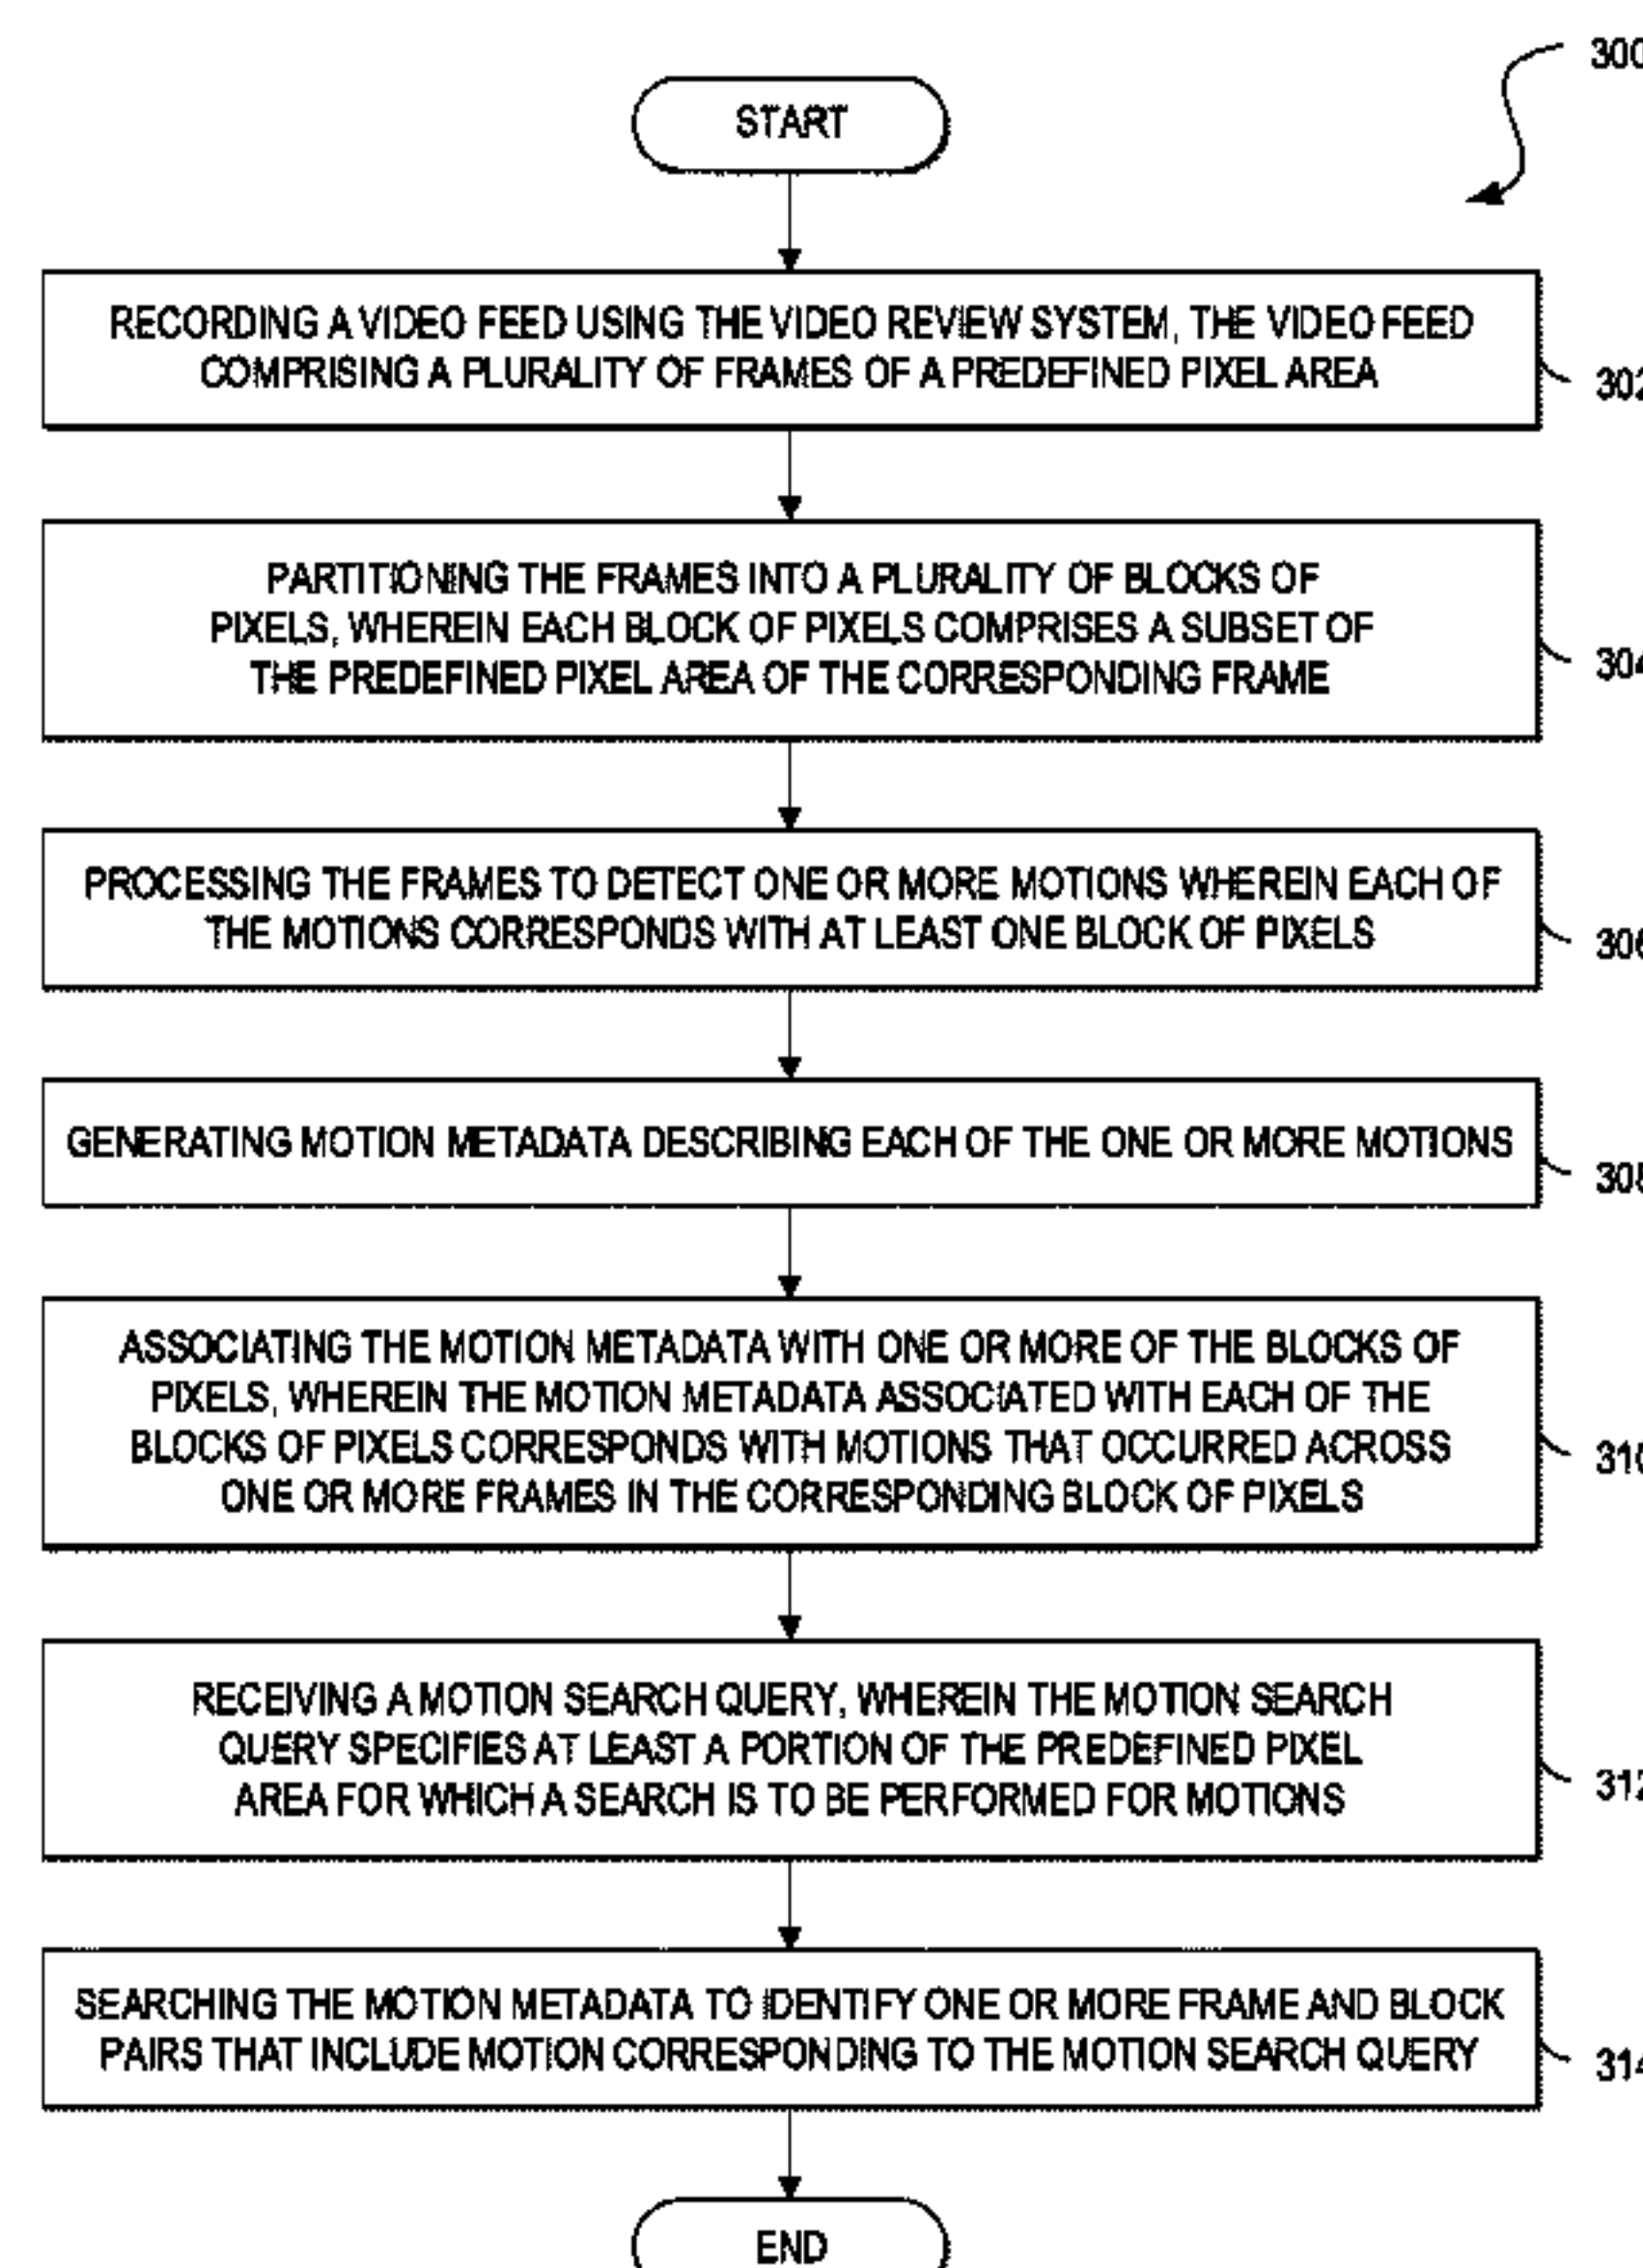 300
START
RECORDING A VIDEO FEED USING THE VIDEO REVIEW SYSTEM, THE VIDEO FEED
COMPRISING A PLURALITY OF FRAMES OF A PREDEFINED PIXEL AREA
302
PARTITIONING THE FRAMES INTO A PLURALITY OF BLOCKS OF
PIXELS, WHEREIN EACH BLOCK OF PIXELS COMPRISES A SUBSET OF
THE PREDEFINED PIXEL AREA OF THE CORRESPONDING FRAME
304
PROCESSING THE FRAMES TO DETECT ONE OR MORE MOTIONS WHEREIN EACH OF
THE MOTIONS CORRESPONDS WITH AT LEAST ONE BLOCK OF PIXELS
306
GENERATING MOTION METADATA DESCRIBING EACH OF THE ONE OR MORE MOTIONS
308
ASSOCIATING THE MOTION METADATA WITH ONE OR MORE OF THE BLOCKS OF
PIXELS, WHEREIN THE MOTION METADATA ASSOCIATED WITH EACH OF THE
BLOCKS OF PIXELS CORRESPONDS WITH MOTIONS THAT OCCURRED ACROSS
ONE OR MORE FRAMES IN THE CORRESPONDING BLOCK OF PIXELS
310
RECEIVING A MOTION SEARCH QUERY, WHEREIN THE MOTION SEARCH
QUERY SPECIFIES AT LEAST A PORTION OF THE PREDEFINED PIXEL
AREA FOR WHICH A SEARCH IS TO BE PERFORMED FOR MOTIONS
312
SEARCHING THE MOTION METADATA TO IDENTIFY ONE OR MORE FRAME AND BLOCK
PAIRS THAT INCLUDE MOTION CORRESPONDING TO THE MOTION SEARCH QUERY
314
END